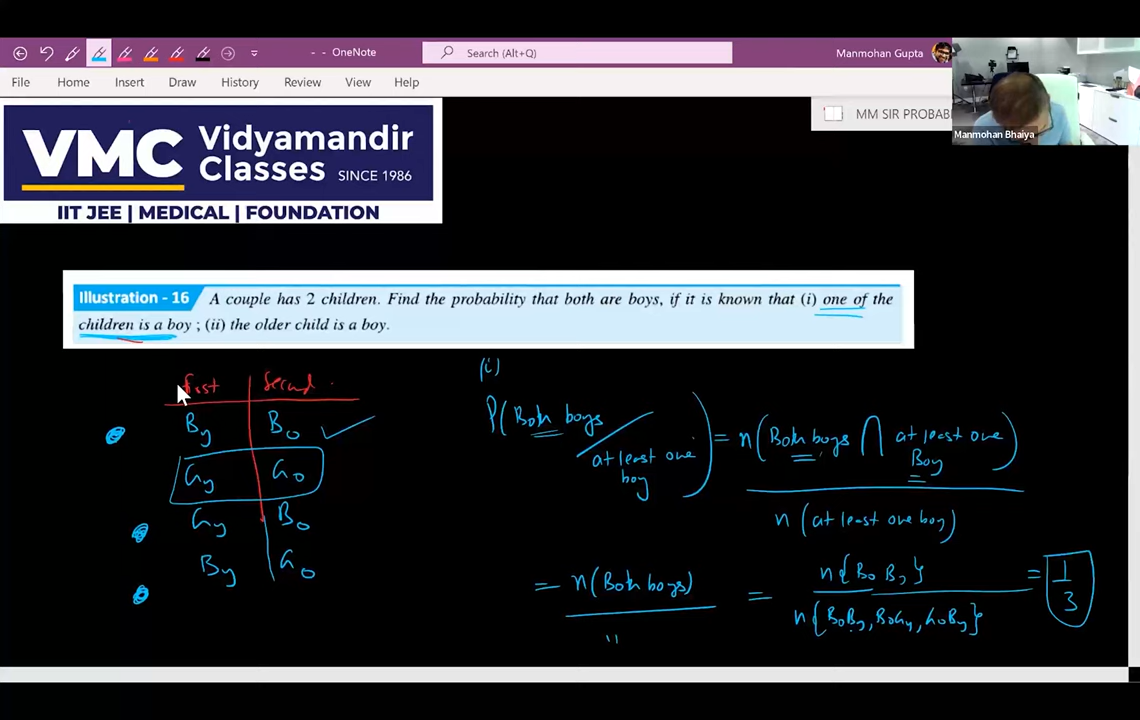 - - OneNote
Search (Alt+Q)
Manmohan Gupta
File Home Insert Draw History Review View Help
MM SIR PROBAB
Manmohan Bhaiya
VMC Vidyamandir Classes SINCE 1986
IIT JEE | MEDICAL | FOUNDATION
Illustration - 16 A couple has 2 children. Find the probability that both are boys, if it is known that (i) one of the
children is a boy ; (ii) the older child is a boy.
first second
By Bo ✓
Gy Go
Gy Bo
By Go
(i)
P(Both boys / at least one boy) = n(Both boys ∩ at least one Boy)
n(at least one boy)
= n(Both boys) = n{Bo By} = 1
" n{BoBy, BoGy, GoBy} 3